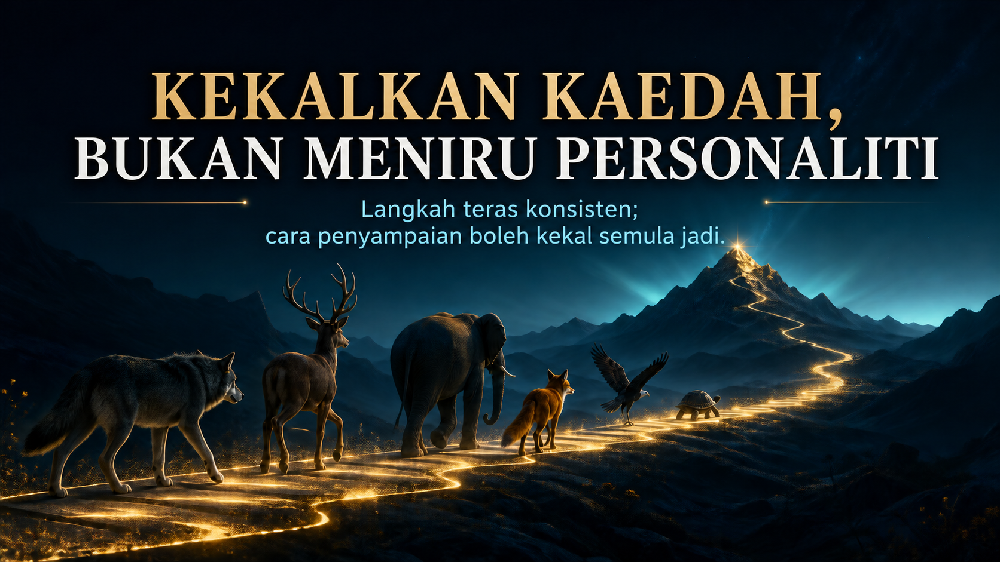 KEKALKAN KAEDAH,
BUKAN MENIRU PERSONALITI
Langkah teras konsisten;
cara penyampaian boleh kekal semula jadi.